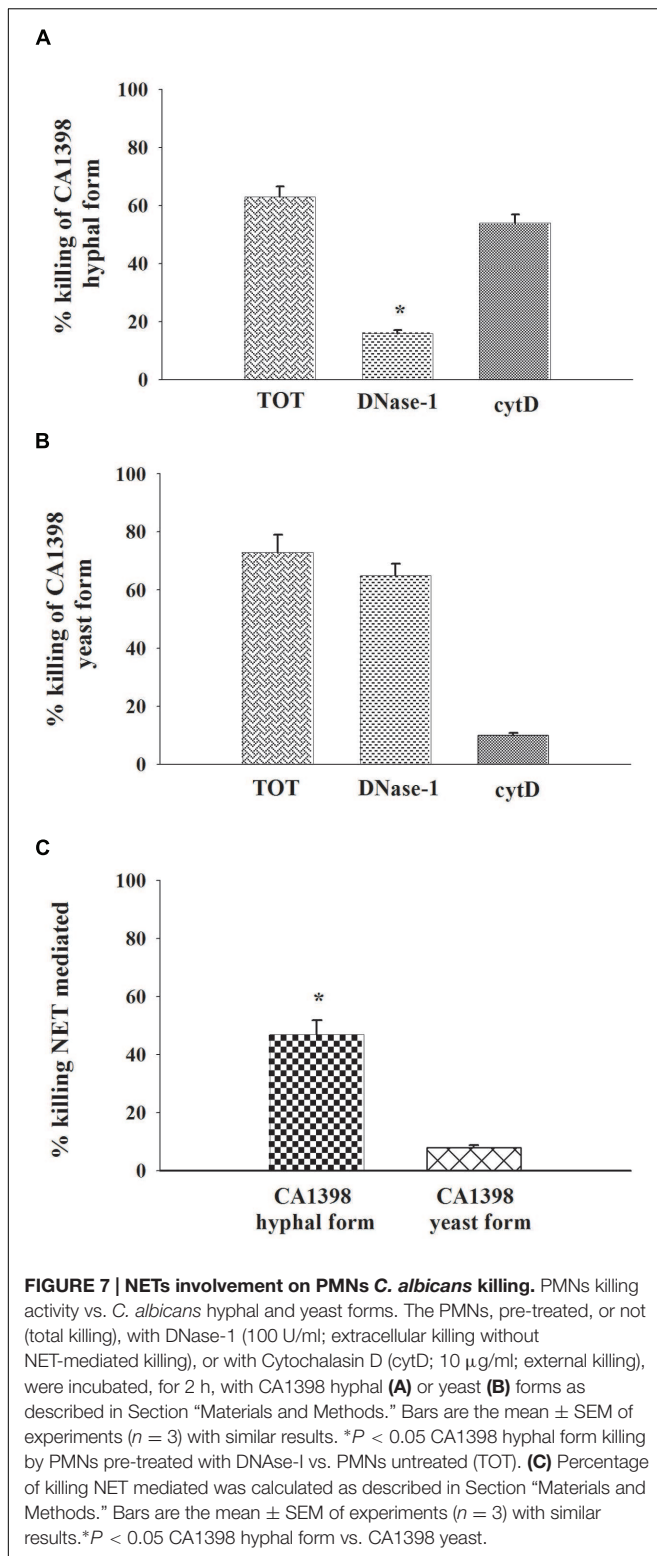 A
% killing of CA1398
hyphal form
100
80
60
40
20
0
*
TOT DNase-1 cytD
B
% killing of CA1398
yeast form
100
80
60
40
20
0
TOT DNase-1 cytD
C
% killing NET mediated
100
80
60
40
20
0
*
CA1398 CA1398
hyphal form yeast form
FIGURE 7 | NETs involvement on PMNs C. albicans killing. PMNs killing
activity vs. C. albicans hyphal and yeast forms. The PMNs, pre-treated, or not
(total killing), with DNase-1 (100 U/ml; extracellular killing without
NET-mediated killing), or with Cytochalasin D (cytD; 10 μg/ml; external killing),
were incubated, for 2 h, with CA1398 hyphal (A) or yeast (B) forms as
described in Section “Materials and Methods.” Bars are the mean ± SEM of
experiments (n = 3) with similar results. *P < 0.05 CA1398 hyphal form killing
by PMNs pre-treated with DNAse-I vs. PMNs untreated (TOT). (C) Percentage
of killing NET mediated was calculated as described in Section “Materials and
Methods.” Bars are the mean ± SEM of experiments (n = 3) with similar
results.*P < 0.05 CA1398 hyphal form vs. CA1398 yeast.